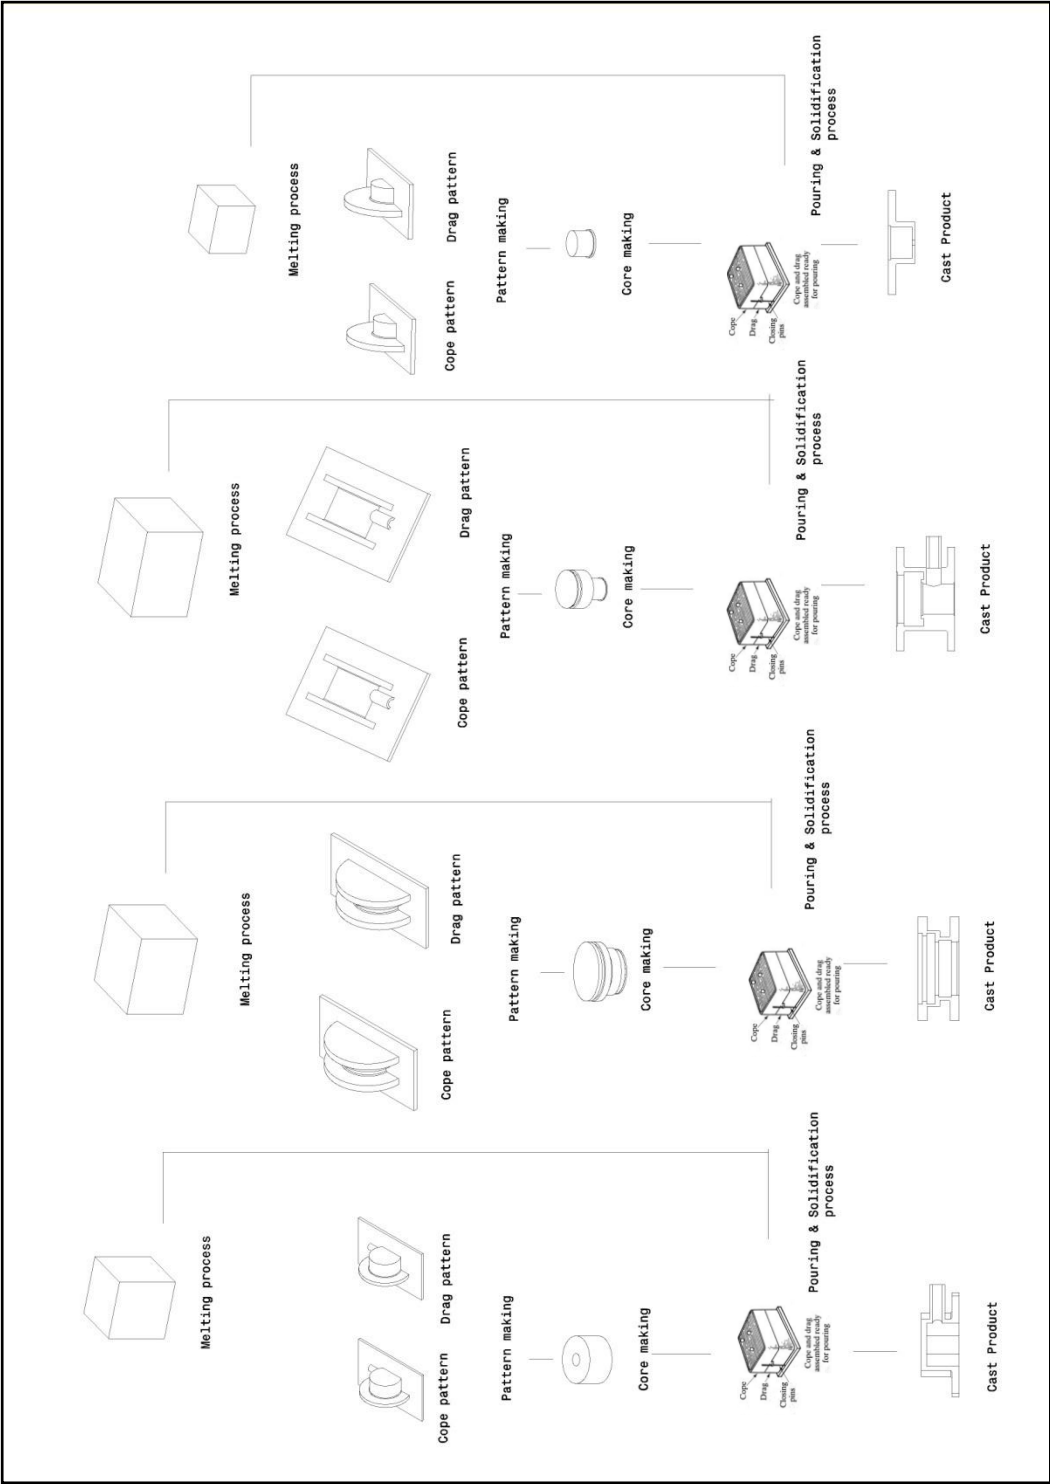 Melting process
Cope pattern
Drag pattern
Pattern making
Core making
Cope
Drag
Closing
pins
Cope and drag
assembled ready
for pouring
Pouring & Solidification
process
Cast Product
Melting process
Cope pattern
Drag pattern
Pattern making
Core making
Cope
Drag
Closing
pins
Cope and drag
assembled ready
for pouring
Pouring & Solidification
process
Cast Product
Melting process
Cope pattern
Drag pattern
Pattern making
Core making
Cope
Drag
Closing
pins
Cope and drag
assembled ready
for pouring
Pouring & Solidification
process
Cast Product
Melting process
Cope pattern
Drag pattern
Pattern making
Core making
Cope
Drag
Closing
pins
Cope and drag
assembled ready
for pouring
Pouring & Solidification
process
Cast Product